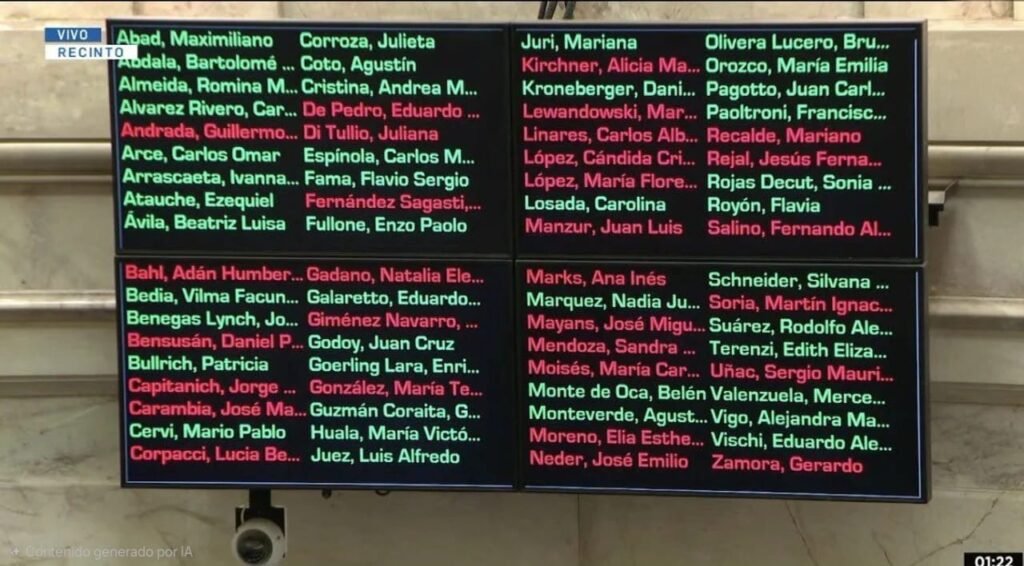 VIVO
RECINTO
Abad, Maximiliano
Abdala, Bartolomé ...
Almeida, Romina M...
Alvarez Rivero, Car...
Andrada, Guillermo...
Arce, Carlos Omar
Arrascaeta, Ivanna...
Atauche, Ezequiel
Ávila, Beatriz Luisa
Corroza, Julieta
Coto, Agustín
Cristina, Andrea M...
De Pedro, Eduardo ...
Di Tullio, Juliana
Espínola, Carlos M...
Fama, Flavio Sergio
Fernández Sagasti,...
Fullone, Enzo Paolo
Juri, Mariana
Kirchner, Alicia Ma...
Kroneberger, Dani...
Lewandowski, Mar...
Linares, Carlos Alb...
López, Cándida Cri...
López, María Flore...
Losada, Carolina
Manzur, Juan Luis
Olivera Lucero, Bru...
Orozco, María Emilia
Pagotto, Juan Carl...
Paoltroni, Francisc...
Recalde, Mariano
Rejal, Jesús Ferna...
Rojas Decut, Sonia ...
Royón, Flavia
Salino, Fernando Al...
Bahl, Adán Humber...
Bedia, Vilma Facun...
Benegas Lynch, Jo...
Bensusán, Daniel P...
Bullrich, Patricia
Capitanich, Jorge ...
Carambia, José Ma...
Cervi, Mario Pablo
Corpacci, Lucia Be...
Gadano, Natalia Ele...
Galaretto, Eduardo...
Giménez Navarro, ...
Godoy, Juan Cruz
Goerling Lara, Enri...
González, María Te...
Guzmán Coraita, G...
Huala, María Victó...
Juez, Luis Alfredo
Marks, Ana Inés
Marquez, Nadia Ju...
Mayans, José Migu...
Mendoza, Sandra ...
Moisés, María Car...
Monte de Oca, Belén
Monteverde, Agust...
Moreno, Elia Esthe...
Neder, José Emilio
Schneider, Silvana ...
Soria, Martín Ignac...
Suárez, Rodolfo Ale...
Terenzi, Edith Eliza...
Uñac, Sergio Mauri...
Valenzuela, Merce...
Vigo, Alejandra Ma...
Vischi, Eduardo Ale...
Zamora, Gerardo
+ Contenido generado por IA
01:22